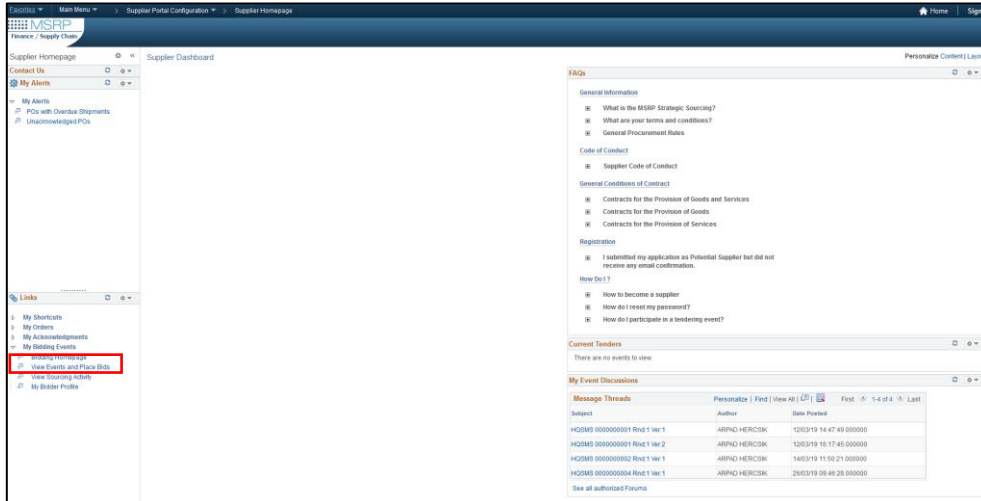 Favorites Main Menu > Supplier Portal Configuration > Supplier Homepage
Home Sign
MSRP
Finance / Supply Chain
Supplier Homepage
Supplier Dashboard
Personalize Content | Layo
Contact Us
My Alerts
My Alerts
POs with Overdue Shipments
Unacknowledged POs
Links
My Shortcuts
My Orders
My Acknowledgments
My Bidding Events
Bidding Homepage
View Events and Place Bids
View Sourcing Activity
My Bidder Profile
FAQs
General Information
What is the MSRP Strategic Sourcing?
What are your terms and conditions?
General Procurement Rules
Code of Conduct
Supplier Code of Conduct
General Conditions of Contract
Contracts for the Provision of Goods and Services
Contracts for the Provision of Goods
Contracts for the Provision of Services
Registration
I submitted my application as Potential Supplier but did not
receive any email confirmation.
How Do I ?
How to become a supplier
How do I reset my password?
How do I participate in a tendering event?
Current Tenders
There are no events to view
My Event Discussions
Message Threads Personalize | Find | View All | First 1-4 of 4 Last
Subject Author Date Posted
HQSMS 0000000001 Rnd:1 Ver:1 ARPAD HERCSIK 12/03/19 14:47:49.000000
HQSMS 0000000001 Rnd:1 Ver:2 ARPAD HERCSIK 12/03/19 16:17:45.000000
HQSMS 0000000002 Rnd:1 Ver:1 ARPAD HERCSIK 14/03/19 11:50:21.000000
HQSMS 0000000004 Rnd:1 Ver:1 ARPAD HERCSIK 26/03/19 09:46:28.000000
See all authorized Forums